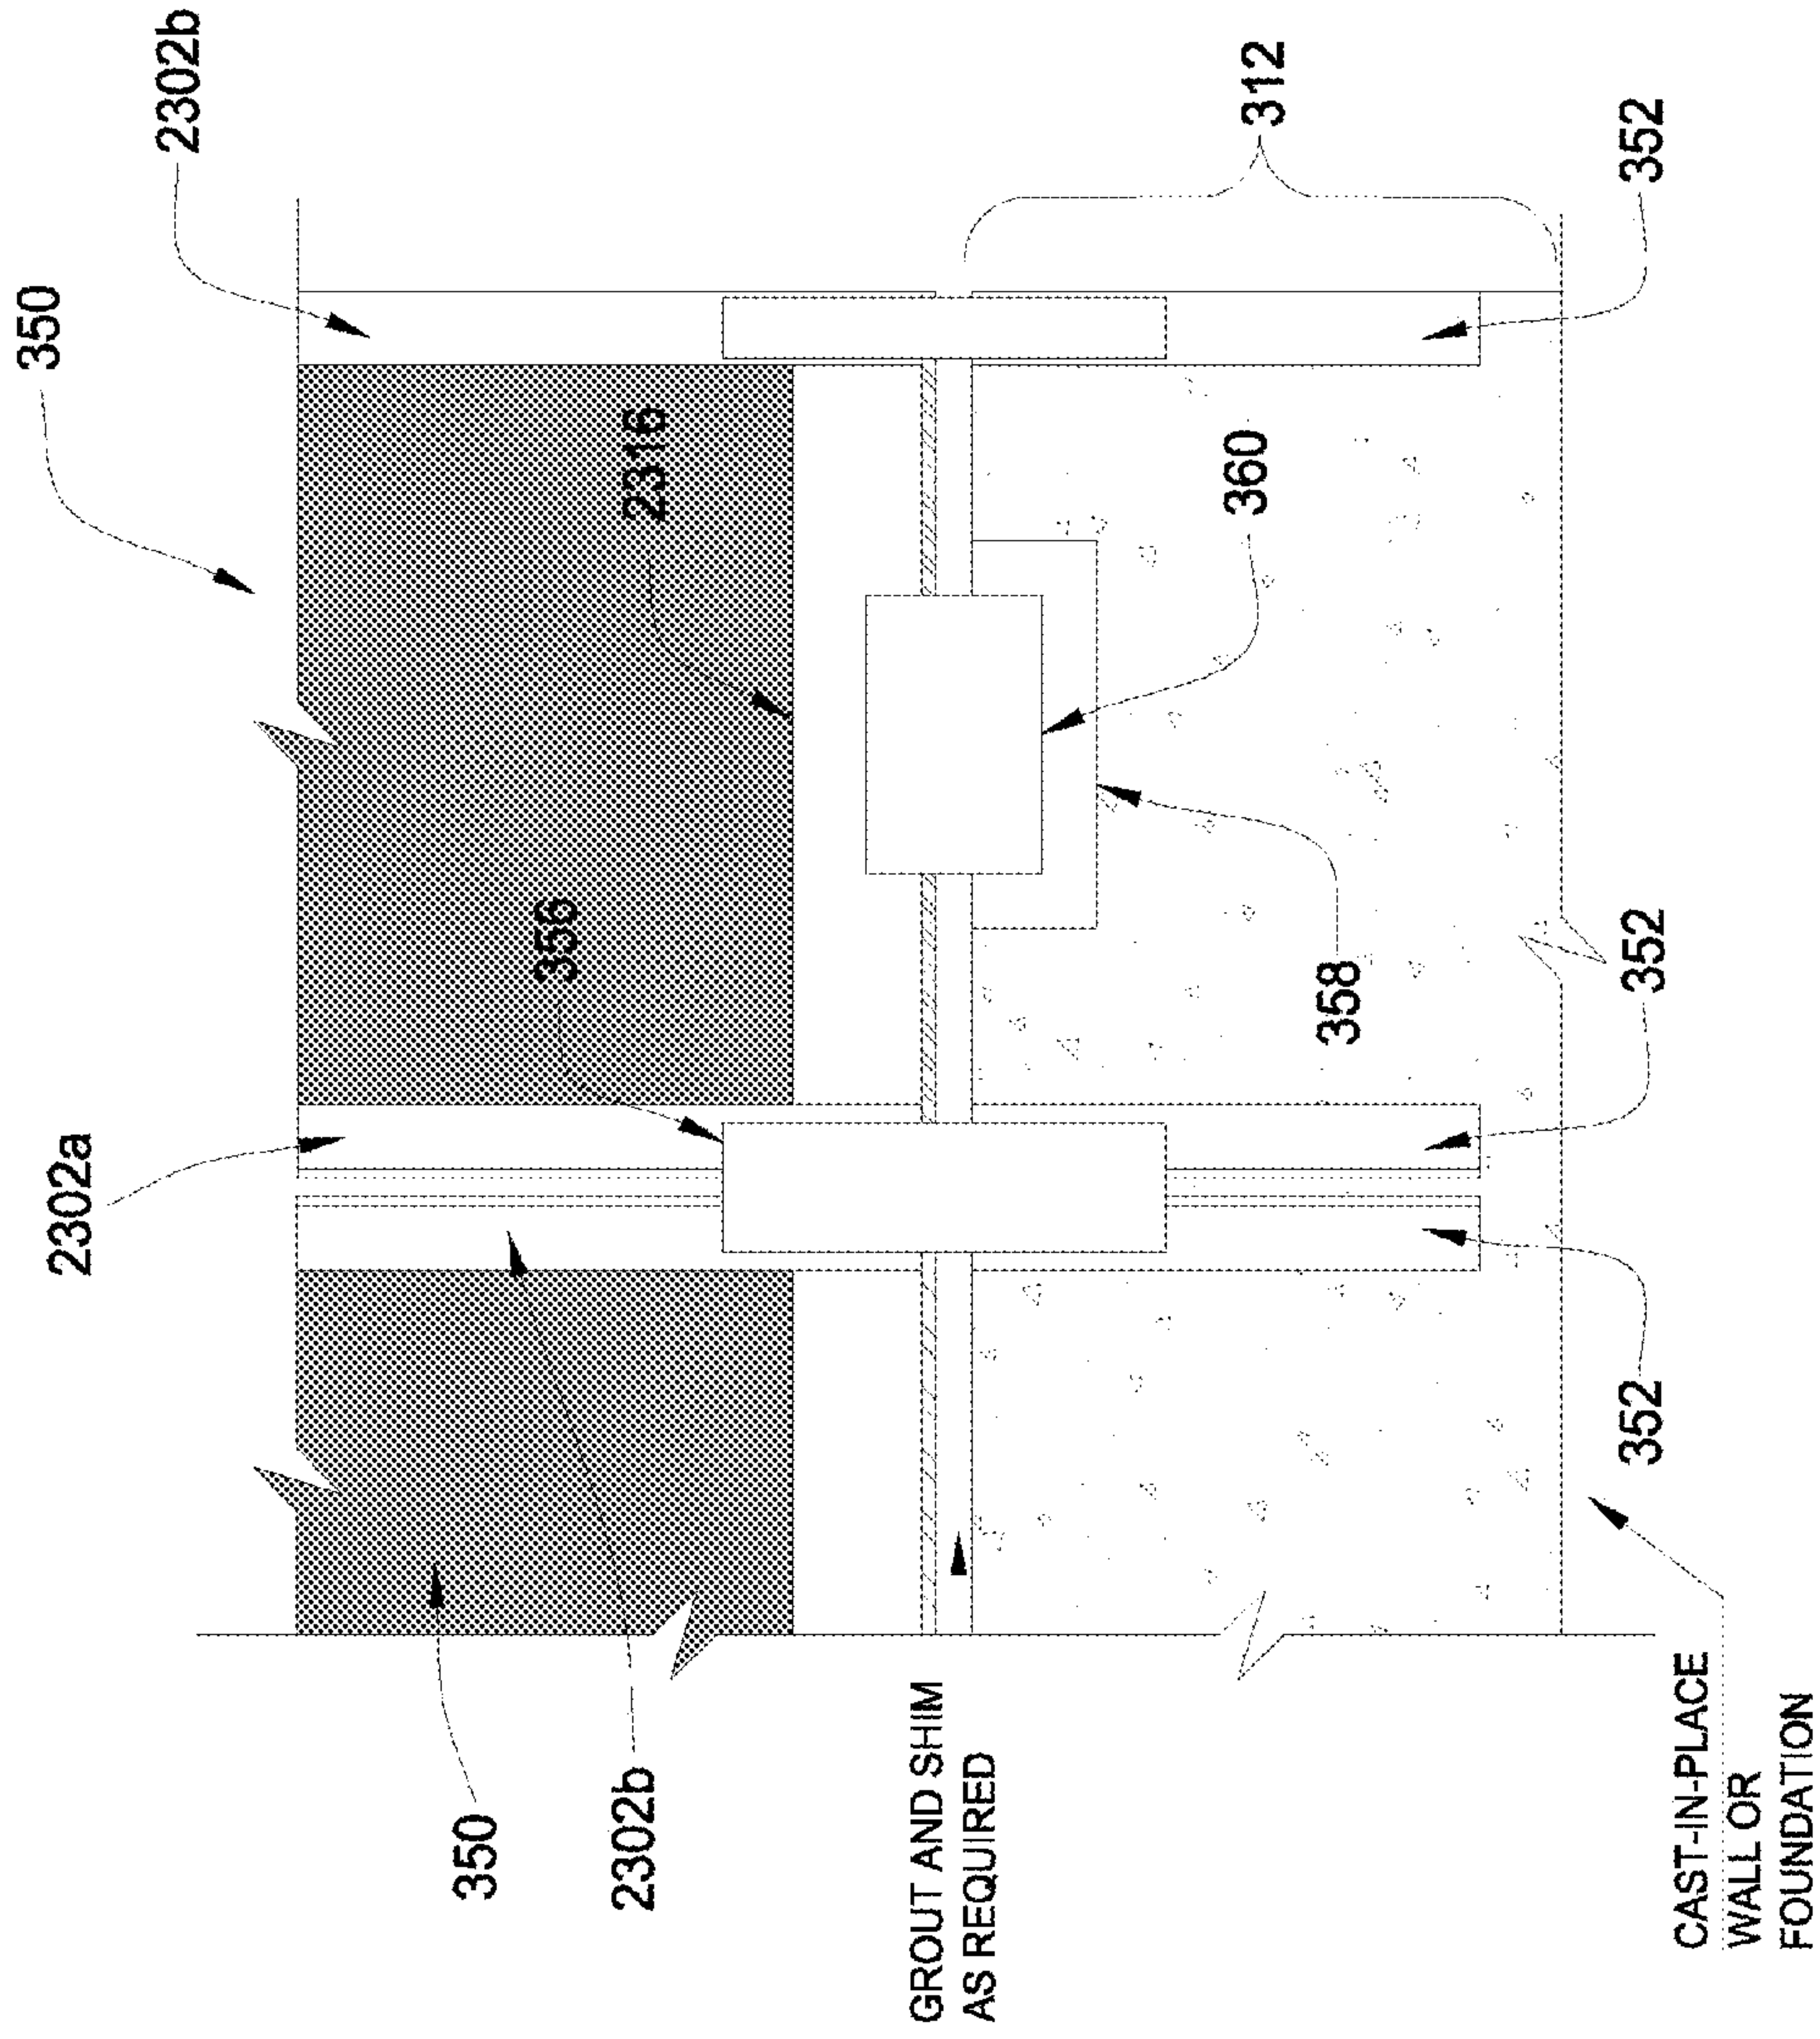 350
2302a
2302b
350
356
2302b
2316
GROUT AND SHIM
AS REQUIRED
360
312
358
352
352
352
CAST-IN-PLACE
WALL OR
FOUNDATION